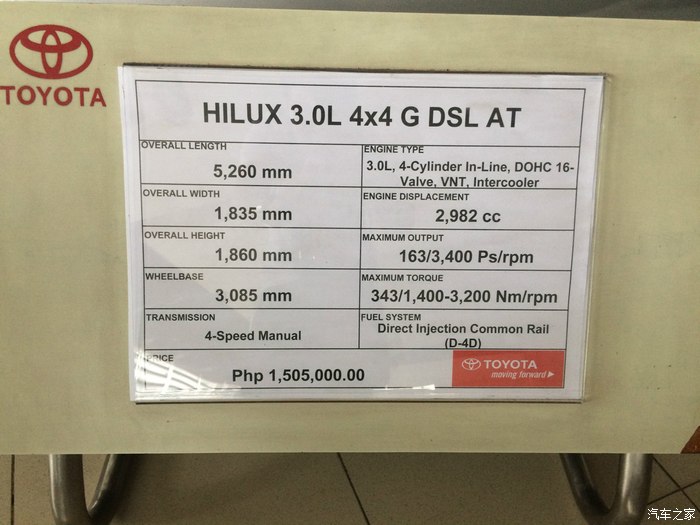 TOYOTA
HILUX 3.0L 4x4 G DSL AT
OVERALL LENGTH
5,260 mm
ENGINE TYPE
3.0L, 4-Cylinder In-Line, DOHC 16-
Valve, VNT, Intercooler
OVERALL WIDTH
1,835 mm
ENGINE DISPLACEMENT
2,982 cc
OVERALL HEIGHT
1,860 mm
MAXIMUM OUTPUT
163/3,400 Ps/rpm
WHEELBASE
3,085 mm
MAXIMUM TORQUE
343/1,400-3,200 Nm/rpm
TRANSMISSION
4-Speed Manual
FUEL SYSTEM
Direct Injection Common Rail
(D-4D)
PRICE
Php 1,505,000.00
TOYOTA
moving forward
汽车之家